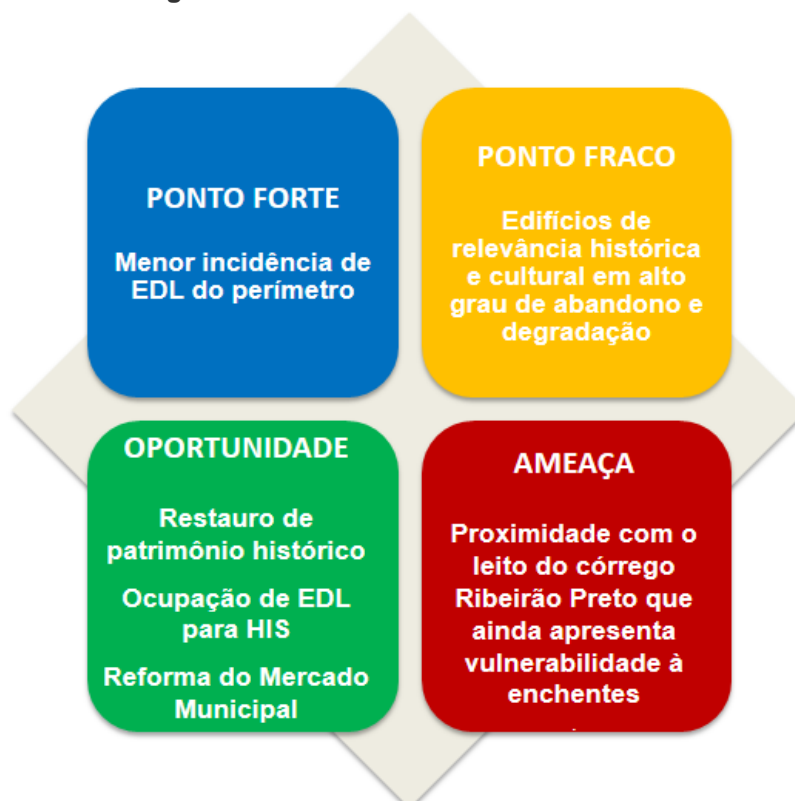 PONTO FORTE
Menor incidência de
EDL do perímetro
PONTO FRACO
Edifícios de
relevância histórica
e cultural em alto
grau de abandono e
degradação
OPORTUNIDADE
Restauro de
patrimônio histórico
Ocupação de EDL
para HIS
Reforma do Mercado
Municipal
AMEAÇA
Proximidade com o
leito do córrego
Ribeirão Preto que
ainda apresenta
vulnerabilidade à
enchentes